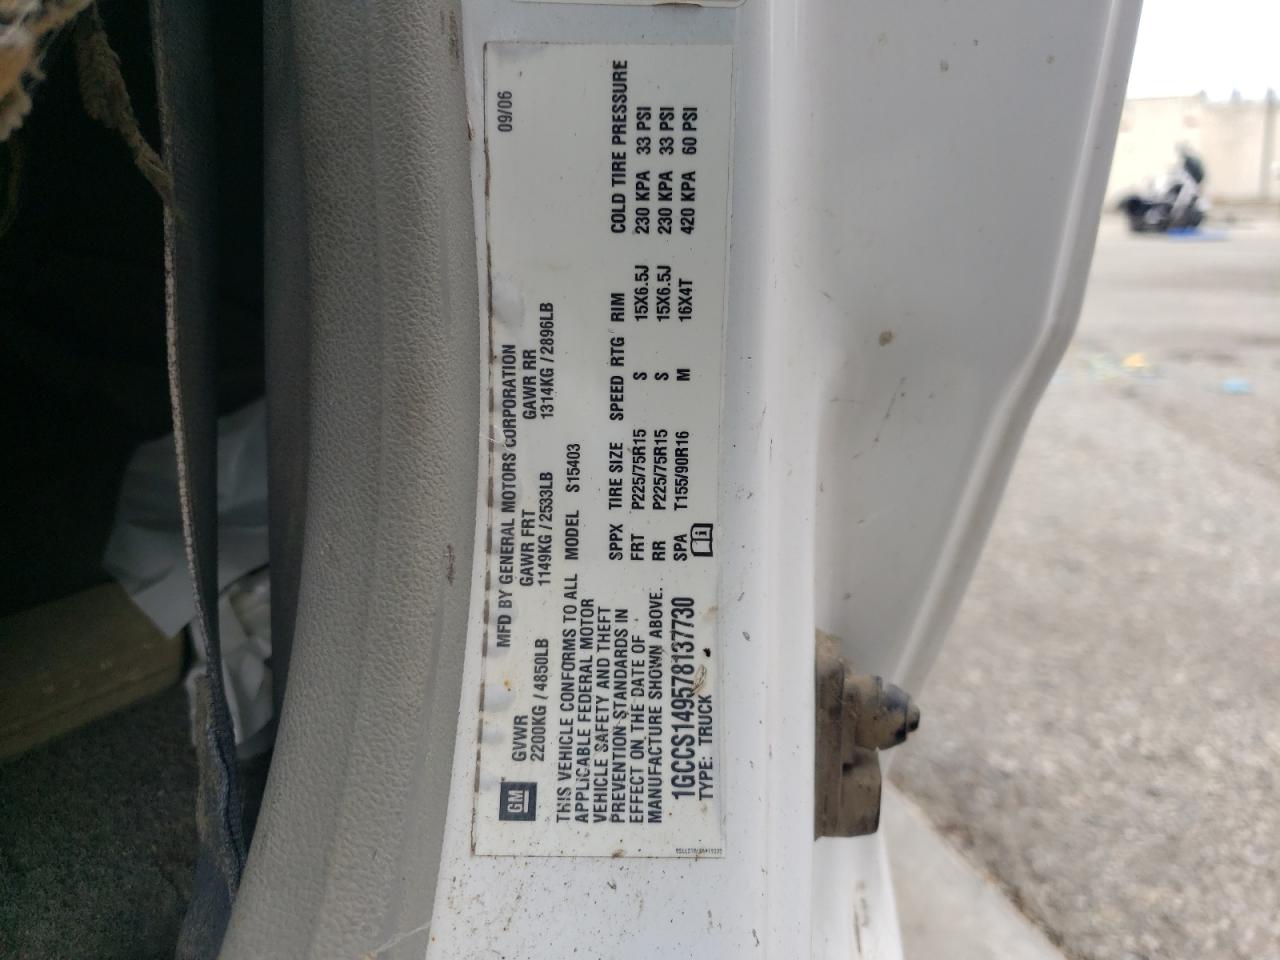 MFD BY GENERAL MOTORS CORPORATION 09/06
GM
GVWR GAWR FRT GAWR RR
2200KG / 4850LB 1149KG / 2533LB 1314KG / 2896LB
THIS VEHICLE CONFORMS TO ALL
APPLICABLE FEDERAL MOTOR
VEHICLE SAFETY AND THEFT
PREVENTION STANDARDS IN
EFFECT ON THE DATE OF
MANUFACTURE SHOWN ABOVE.
1GCCS149578137730
TYPE: TRUCK
MODEL S15403
SPPX TIRE SIZE SPEED RTG RIM COLD TIRE PRESSURE
FRT P225/75R15 S 15X6.5J 230 KPA 33 PSI
RR P225/75R15 S 15X6.5J 230 KPA 33 PSI
SPA T155/90R16 M 16X4T 420 KPA 60 PSI